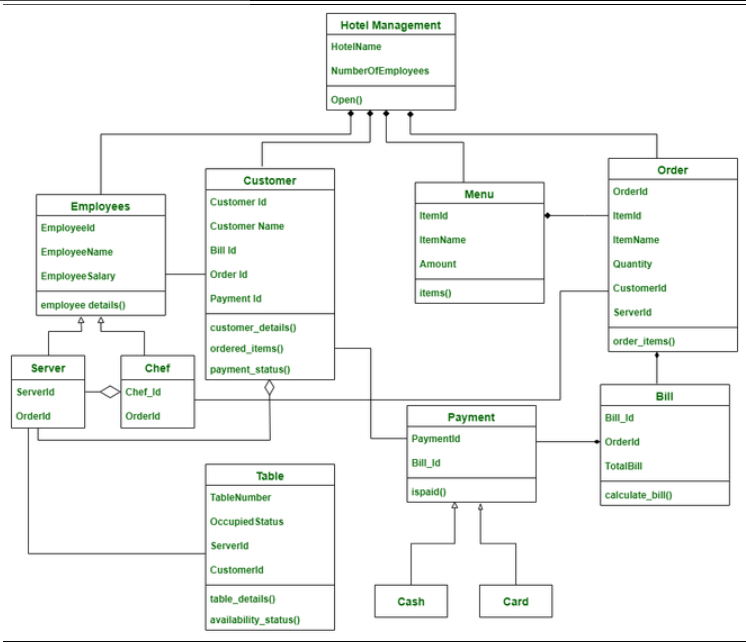 Hotel Management
HotelName
NumberOfEmployees
Open()
Employees
EmployeeId
EmployeeName
EmployeeSalary
employee details()
Customer
Customer Id
Customer Name
Bill Id
Order Id
Payment Id
customer_details()
ordered_items()
payment_status()
Menu
ItemId
ItemName
Amount
items()
Order
OrderId
ItemId
ItemName
Quantity
CustomerId
ServerId
order_items()
Server
ServerId
OrderId
Chef
Chef_Id
OrderId
Payment
PaymentId
Bill_Id
ispaid()
Bill
Bill_Id
OrderId
TotalBill
calculate_bill()
Table
TableNumber
OccupiedStatus
ServerId
CustomerId
table_details()
availability_status()
Cash
Card